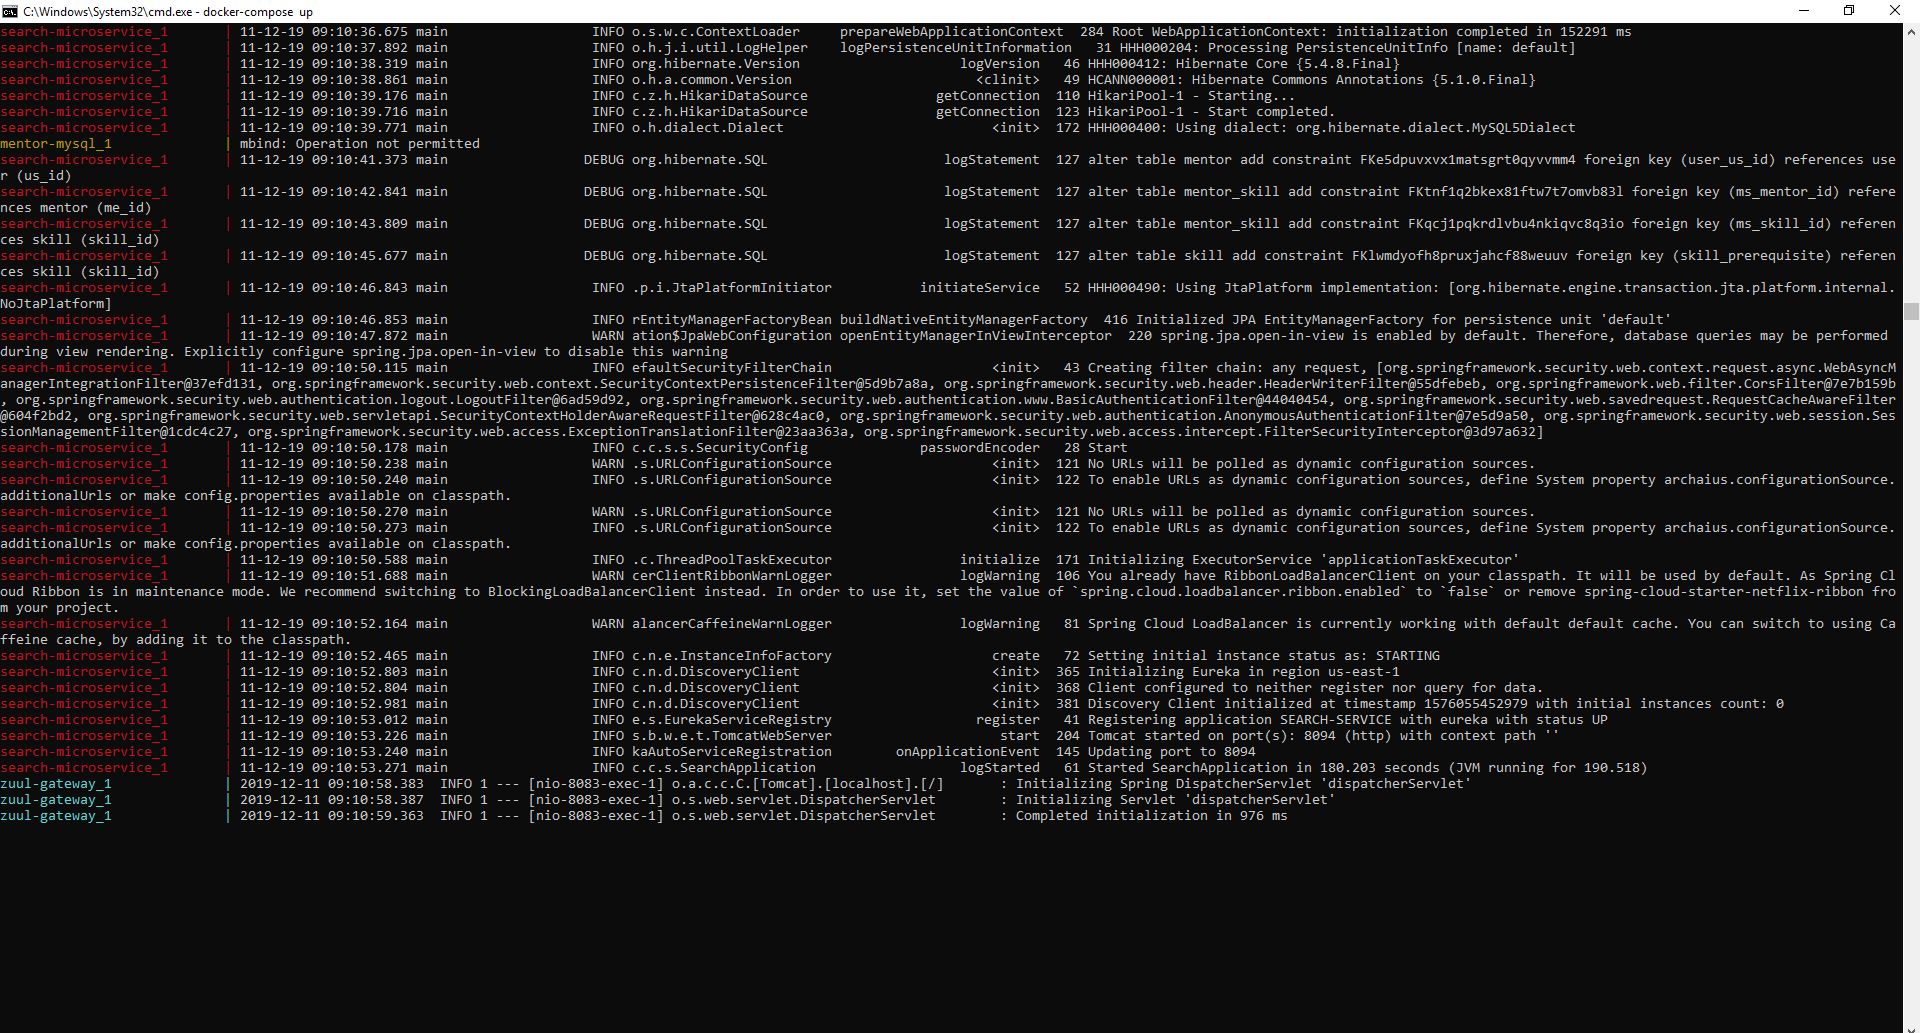 C:\Windows\System32\cmd.exe - docker-compose  up
search-microservice_1       | 11-12-19 09:10:36.675 main                  INFO o.s.w.c.ContextLoader     prepareWebApplicationContext  284 Root WebApplicationContext: initialization completed in 152291 ms
search-microservice_1       | 11-12-19 09:10:37.892 main                  INFO o.h.j.i.util.LogHelper    logPersistenceUnitInformation   31 HHH000204: Processing PersistenceUnitInfo [name: default]
search-microservice_1       | 11-12-19 09:10:38.319 main                  INFO org.hibernate.Version                    logVersion   46 HHH000412: Hibernate Core {5.4.8.Final}
search-microservice_1       | 11-12-19 09:10:38.861 main                  INFO o.h.a.common.Version                       <clinit>   49 HCANN000001: Hibernate Commons Annotations {5.1.0.Final}
search-microservice_1       | 11-12-19 09:10:39.176 main                  INFO c.z.h.HikariDataSource                getConnection  110 HikariPool-1 - Starting...
search-microservice_1       | 11-12-19 09:10:39.716 main                  INFO c.z.h.HikariDataSource                getConnection  123 HikariPool-1 - Start completed.
search-microservice_1       | 11-12-19 09:10:39.771 main                  INFO o.h.dialect.Dialect                          <init>  172 HHH000400: Using dialect: org.hibernate.dialect.MySQL5Dialect
mentor-mysql_1              | mbind: Operation not permitted
search-microservice_1       | 11-12-19 09:10:41.373 main                 DEBUG org.hibernate.SQL                      logStatement  127 alter table mentor add constraint FKe5dpuvxvx1matsgrt0qyvvmm4 foreign key (user_us_id) references use
r (us_id)
search-microservice_1       | 11-12-19 09:10:42.841 main                 DEBUG org.hibernate.SQL                      logStatement  127 alter table mentor_skill add constraint FKtnf1q2bkex81ftw7t7omvb83l foreign key (ms_mentor_id) refere
nces mentor (me_id)
search-microservice_1       | 11-12-19 09:10:43.809 main                 DEBUG org.hibernate.SQL                      logStatement  127 alter table mentor_skill add constraint FKqcj1pqkrdlvbu4nkiqvc8q3io foreign key (ms_skill_id) referen
ces skill (skill_id)
search-microservice_1       | 11-12-19 09:10:45.677 main                 DEBUG org.hibernate.SQL                      logStatement  127 alter table skill add constraint FKlwmdyofh8pruxjahcf88weuuv foreign key (skill_prerequisite) referen
ces skill (skill_id)
search-microservice_1       | 11-12-19 09:10:46.843 main                  INFO .p.i.JtaPlatformInitiator           initiateService   52 HHH000490: Using JtaPlatform implementation: [org.hibernate.engine.transaction.jta.platform.internal.
NoJtaPlatform]
search-microservice_1       | 11-12-19 09:10:46.853 main                  INFO rEntityManagerFactoryBean buildNativeEntityManagerFactory  416 Initialized JPA EntityManagerFactory for persistence unit 'default'
search-microservice_1       | 11-12-19 09:10:47.872 main                  WARN ation$JpaWebConfiguration openEntityManagerInViewInterceptor  220 spring.jpa.open-in-view is enabled by default. Therefore, database queries may be performed
during view rendering. Explicitly configure spring.jpa.open-in-view to disable this warning
search-microservice_1       | 11-12-19 09:10:50.115 main                  INFO efaultSecurityFilterChain                    <init>   43 Creating filter chain: any request, [org.springframework.security.web.context.request.async.WebAsyncM
anagerIntegrationFilter@37efd131, org.springframework.security.web.context.SecurityContextPersistenceFilter@5d9b7a8a, org.springframework.security.web.header.HeaderWriterFilter@55dfebeb, org.springframework.web.filter.CorsFilter@7e7b159b
, org.springframework.security.web.authentication.logout.LogoutFilter@6ad59d92, org.springframework.security.web.authentication.www.BasicAuthenticationFilter@44040454, org.springframework.security.web.savedrequest.RequestCacheAwareFilter
@604f2bd2, org.springframework.security.web.servletapi.SecurityContextHolderAwareRequestFilter@628c4ac0, org.springframework.security.web.authentication.AnonymousAuthenticationFilter@7e5d9a50, org.springframework.security.web.session.Ses
sionManagementFilter@1cdc4c27, org.springframework.security.web.access.ExceptionTranslationFilter@23aa363a, org.springframework.security.web.access.intercept.FilterSecurityInterceptor@3d97a632]
search-microservice_1       | 11-12-19 09:10:50.178 main                  INFO c.c.s.s.SecurityConfig              passwordEncoder   28 Start
search-microservice_1       | 11-12-19 09:10:50.238 main                  WARN .s.URLConfigurationSource                    <init>  121 No URLs will be polled as dynamic configuration sources.
search-microservice_1       | 11-12-19 09:10:50.240 main                  INFO .s.URLConfigurationSource                    <init>  122 To enable URLs as dynamic configuration sources, define System property archaius.configurationSource.
additionalUrls or make config.properties available on classpath.
search-microservice_1       | 11-12-19 09:10:50.270 main                  WARN .s.URLConfigurationSource                    <init>  121 No URLs will be polled as dynamic configuration sources.
search-microservice_1       | 11-12-19 09:10:50.273 main                  INFO .s.URLConfigurationSource                    <init>  122 To enable URLs as dynamic configuration sources, define System property archaius.configurationSource.
additionalUrls or make config.properties available on classpath.
search-microservice_1       | 11-12-19 09:10:50.588 main                  INFO .c.ThreadPoolTaskExecutor                initialize  171 Initializing ExecutorService 'applicationTaskExecutor'
search-microservice_1       | 11-12-19 09:10:51.688 main                  WARN cerClientRibbonWarnLogger                logWarning  106 You already have RibbonLoadBalancerClient on your classpath. It will be used by default. As Spring Cl
oud Ribbon is in maintenance mode. We recommend switching to BlockingLoadBalancerClient instead. In order to use it, set the value of `spring.cloud.loadbalancer.ribbon.enabled` to `false` or remove spring-cloud-starter-netflix-ribbon fro
m your project.
search-microservice_1       | 11-12-19 09:10:52.164 main                  WARN alancerCaffeineWarnLogger                logWarning   81 Spring Cloud LoadBalancer is currently working with default default cache. You can switch to using Ca
ffeine cache, by adding it to the classpath.
search-microservice_1       | 11-12-19 09:10:52.465 main                  INFO c.n.e.InstanceInfoFactory                    create   72 Setting initial instance status as: STARTING
search-microservice_1       | 11-12-19 09:10:52.803 main                  INFO c.n.d.DiscoveryClient                        <init>  365 Initializing Eureka in region us-east-1
search-microservice_1       | 11-12-19 09:10:52.804 main                  INFO c.n.d.DiscoveryClient                        <init>  368 Client configured to neither register nor query for data.
search-microservice_1       | 11-12-19 09:10:52.981 main                  INFO c.n.d.DiscoveryClient                        <init>  381 Discovery Client initialized at timestamp 1576055452979 with initial instances count: 0
search-microservice_1       | 11-12-19 09:10:53.012 main                  INFO e.s.EurekaServiceRegistry                  register   41 Registering application SEARCH-SERVICE with eureka with status UP
search-microservice_1       | 11-12-19 09:10:53.226 main                  INFO s.b.w.e.t.TomcatWebServer                     start  204 Tomcat started on port(s): 8094 (http) with context path ''
search-microservice_1       | 11-12-19 09:10:53.240 main                  INFO kaAutoServiceRegistration        onApplicationEvent  145 Updating port to 8094
search-microservice_1       | 11-12-19 09:10:53.271 main                  INFO c.c.s.SearchApplication                  logStarted   61 Started SearchApplication in 180.203 seconds (JVM running for 190.518)
zuul-gateway_1              | 2019-12-11 09:10:58.383  INFO 1 --- [nio-8083-exec-1] o.a.c.c.C.[Tomcat].[localhost].[/]       : Initializing Spring DispatcherServlet 'dispatcherServlet'
zuul-gateway_1              | 2019-12-11 09:10:58.387  INFO 1 --- [nio-8083-exec-1] o.s.web.servlet.DispatcherServlet        : Initializing Servlet 'dispatcherServlet'
zuul-gateway_1              | 2019-12-11 09:10:59.363  INFO 1 --- [nio-8083-exec-1] o.s.web.servlet.DispatcherServlet        : Completed initialization in 976 ms